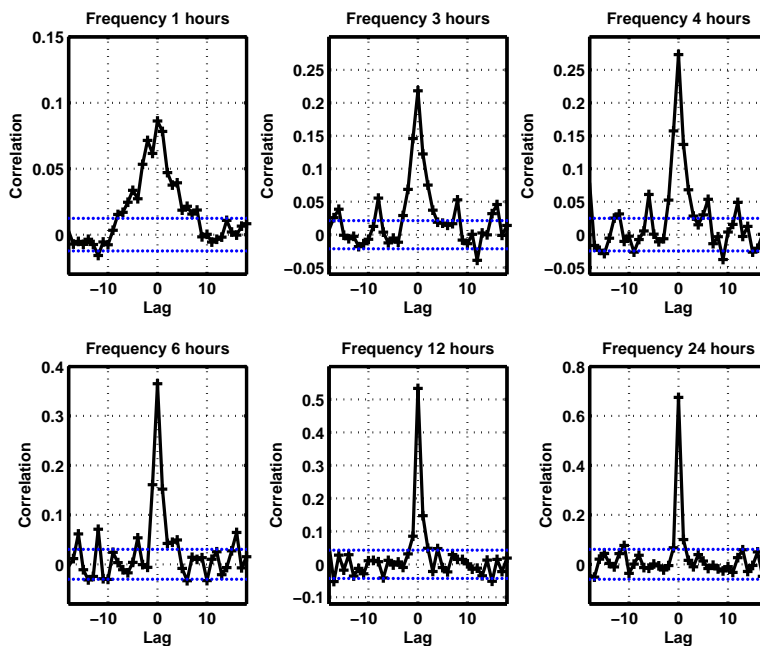 Frequency 1 hours
0.15
0.1
0.05
0
Correlation
−10
0
10
Lag
Frequency 3 hours
0.25
0.2
0.15
0.1
0.05
0
−0.05
Correlation
−10
0
10
Lag
Frequency 4 hours
0.25
0.2
0.15
0.1
0.05
0
−0.05
Correlation
−10
0
10
Lag
Frequency 6 hours
0.4
0.3
0.2
0.1
0
Correlation
−10
0
10
Lag
Frequency 12 hours
0.5
0.4
0.3
0.2
0.1
0
−0.1
Correlation
−10
0
10
Lag
Frequency 24 hours
0.8
0.6
0.4
0.2
0
Correlation
−10
0
10
Lag